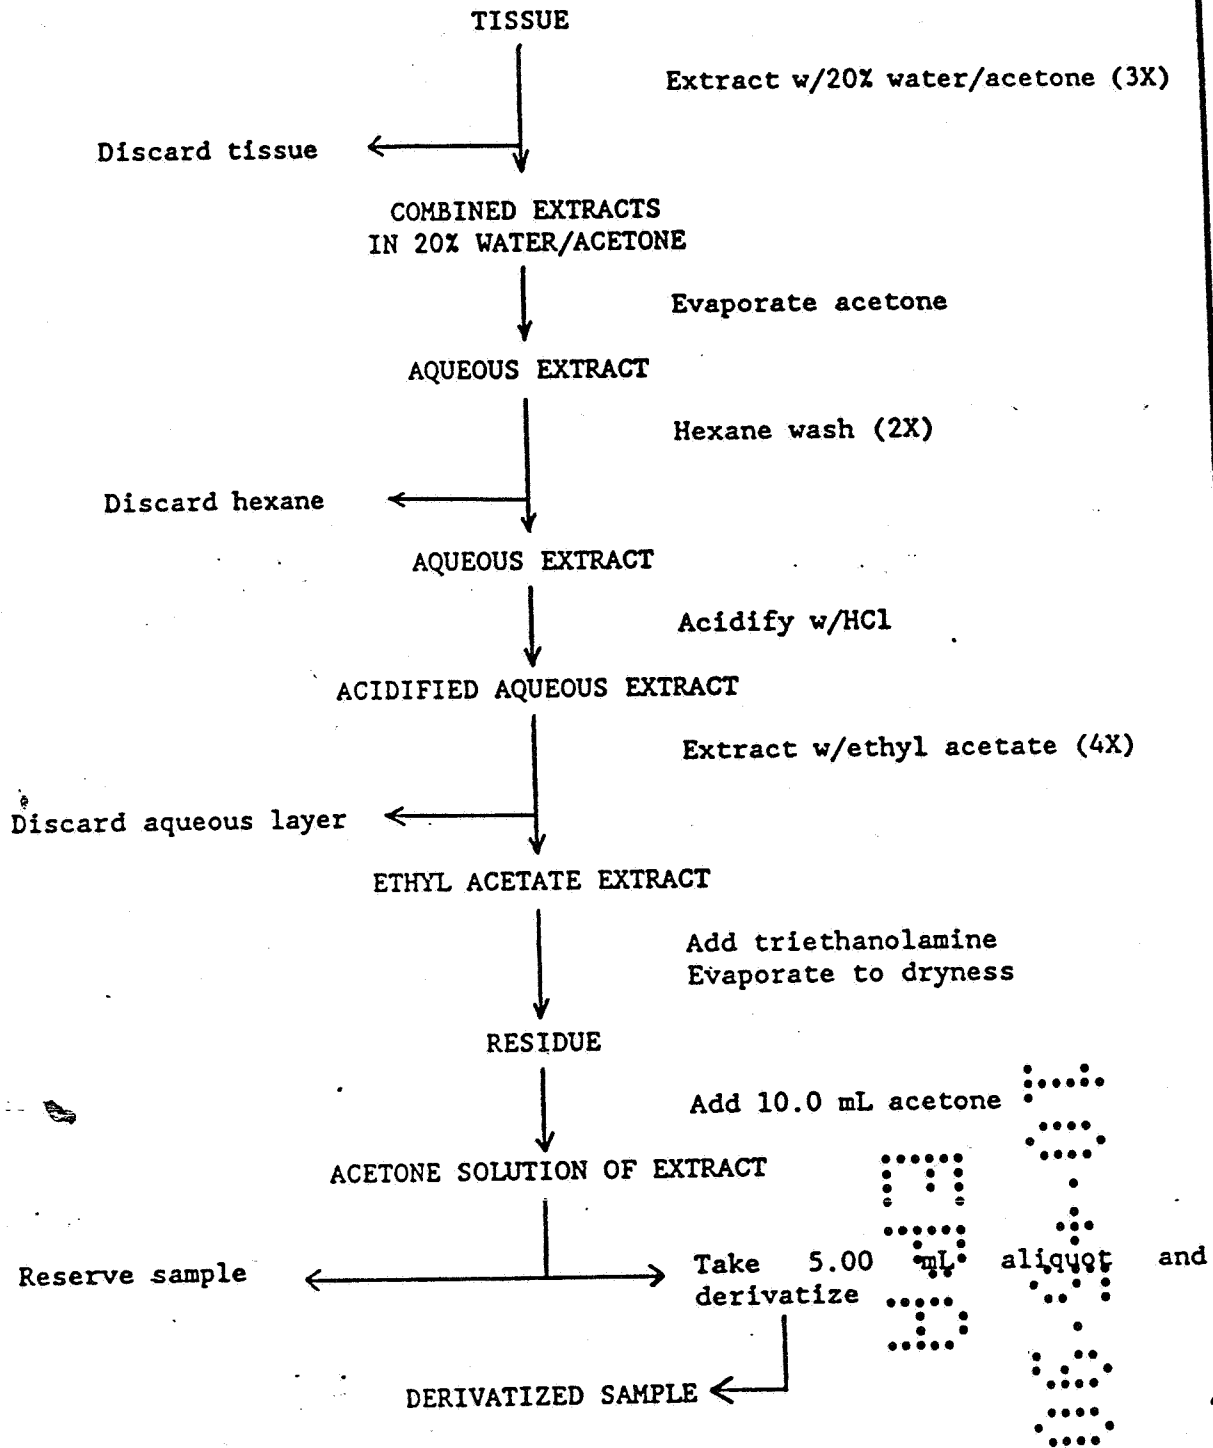 TISSUE
Extract w/20% water/acetone (3X)
Discard tissue
COMBINED EXTRACTS
IN 20% WATER/ACETONE
Evaporate acetone
AQUEOUS EXTRACT
Hexane wash (2X)
Discard hexane
AQUEOUS EXTRACT
Acidify w/HCl
ACIDIFIED AQUEOUS EXTRACT
Extract w/ethyl acetate (4X)
Discard aqueous layer
ETHYL ACETATE EXTRACT
Add triethanolamine
Evaporate to dryness
RESIDUE
Add 10.0 mL acetone
ACETONE SOLUTION OF EXTRACT
Reserve sample
Take 5.00 mL aliquot and
derivatize
DERIVATIZED SAMPLE